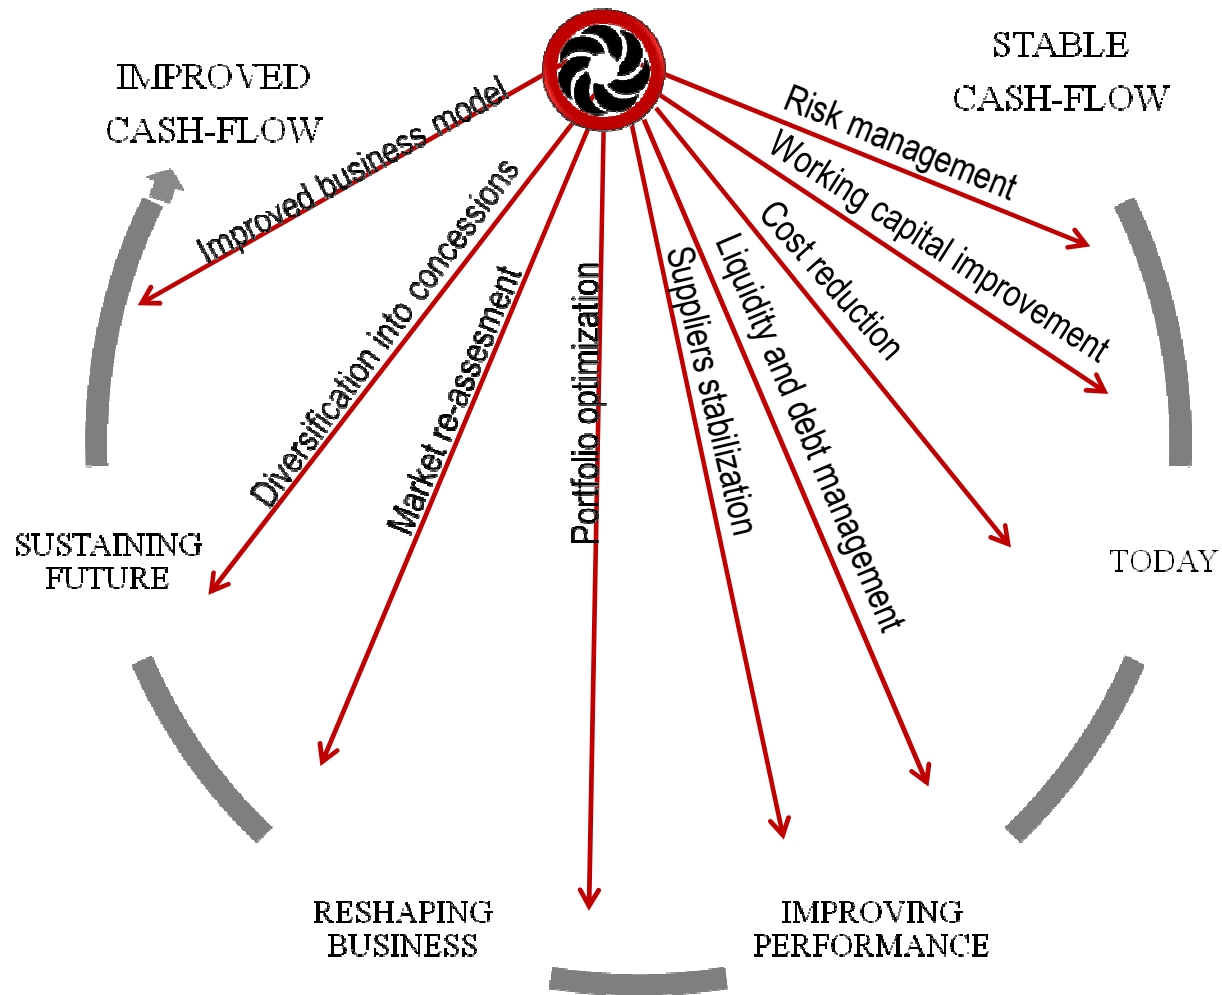 IMPROVED
CASH-FLOW
STABLE
CASH-FLOW
Improved business model
Diversification into concessions
Market re-assesment
Portfolio optimization
Suppliers stabilization
Liquidity and debt management
Cost reduction
Working capital improvement
Risk management
SUSTAINING
FUTURE
TODAY
RESHAPING
BUSINESS
IMPROVING
PERFORMANCE